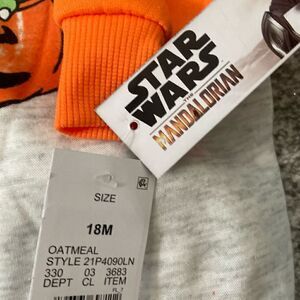 STAR
WARS
THE
MANDALORIAN
SIZE
18M
OATMEAL
STYLE 21P4090LN
330 03 3683
DEPT CL ITEM